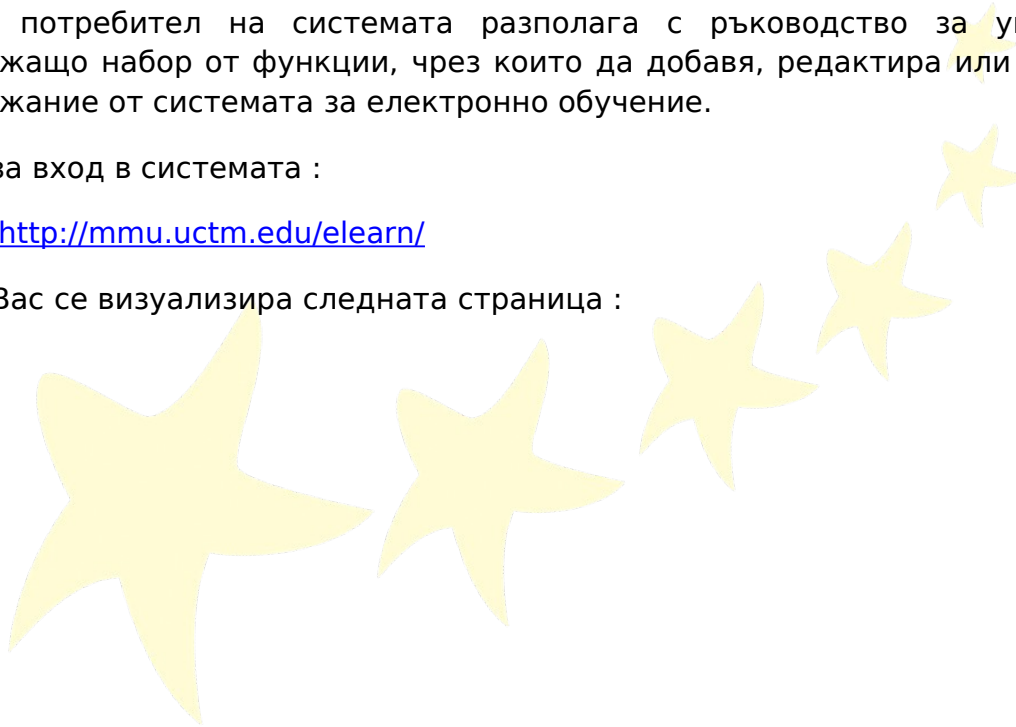 потребител на системата разполага с ръководство за у
жащо набор от функции, чрез които да добавя, редактира или
жание от системата за електронно обучение.
за вход в системата :
http://mmu.uctm.edu/elearn/
Вас се визуализира следната страница :